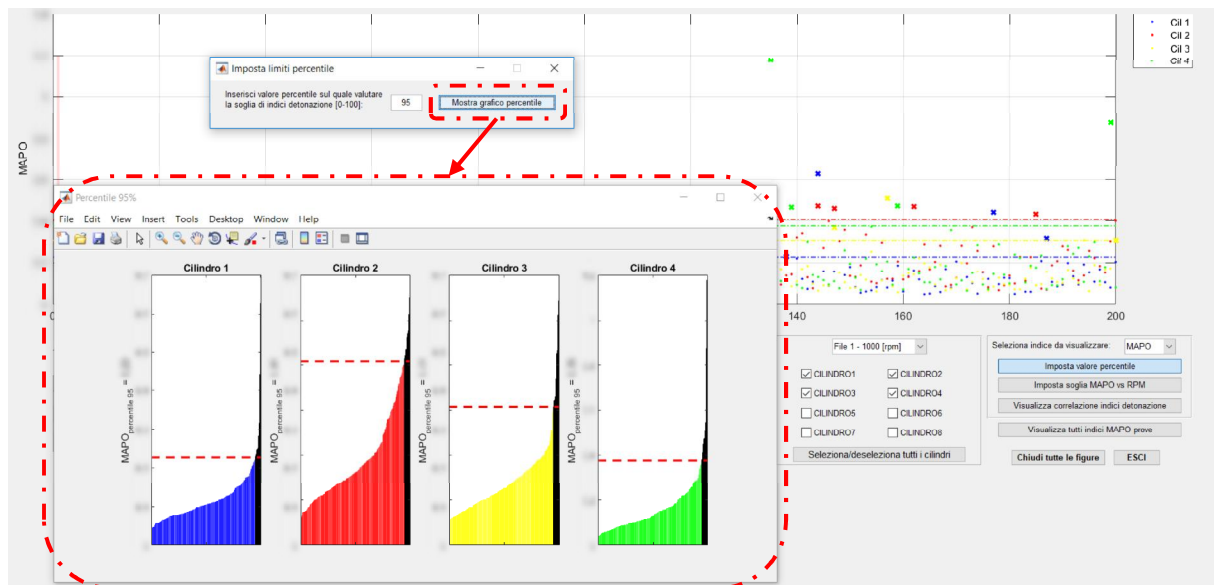 Cil 1
Cil 2
Cil 3
Cil 4
MAPO
Imposta limiti percentile
Inserisci valore percentile sul quale valutare
la soglia di indici detonazione [0-100]:
95
Mostra grafico percentile
Percentile 95%
File Edit View Insert Tools Desktop Window Help
Cilindro 1
Cilindro 2
Cilindro 3
Cilindro 4
MAPO percentile 95 =
MAPO percentile 95 =
MAPO percentile 95 =
MAPO percentile 95 =
140
160
180
200
File 1 - 1000 [rpm]
CILINDRO1
CILINDRO2
CILINDRO3
CILINDRO4
CILINDRO5
CILINDRO6
CILINDRO7
CILINDRO8
Seleziona/deseleziona tutti i cilindri
Seleziona indice da visualizzare:
MAPO
Imposta valore percentile
Imposta soglia MAPO vs RPM
Visualizza correlazione indici detonazione
Visualizza tutti indici MAPO prove
Chiudi tutte le figure
ESCI